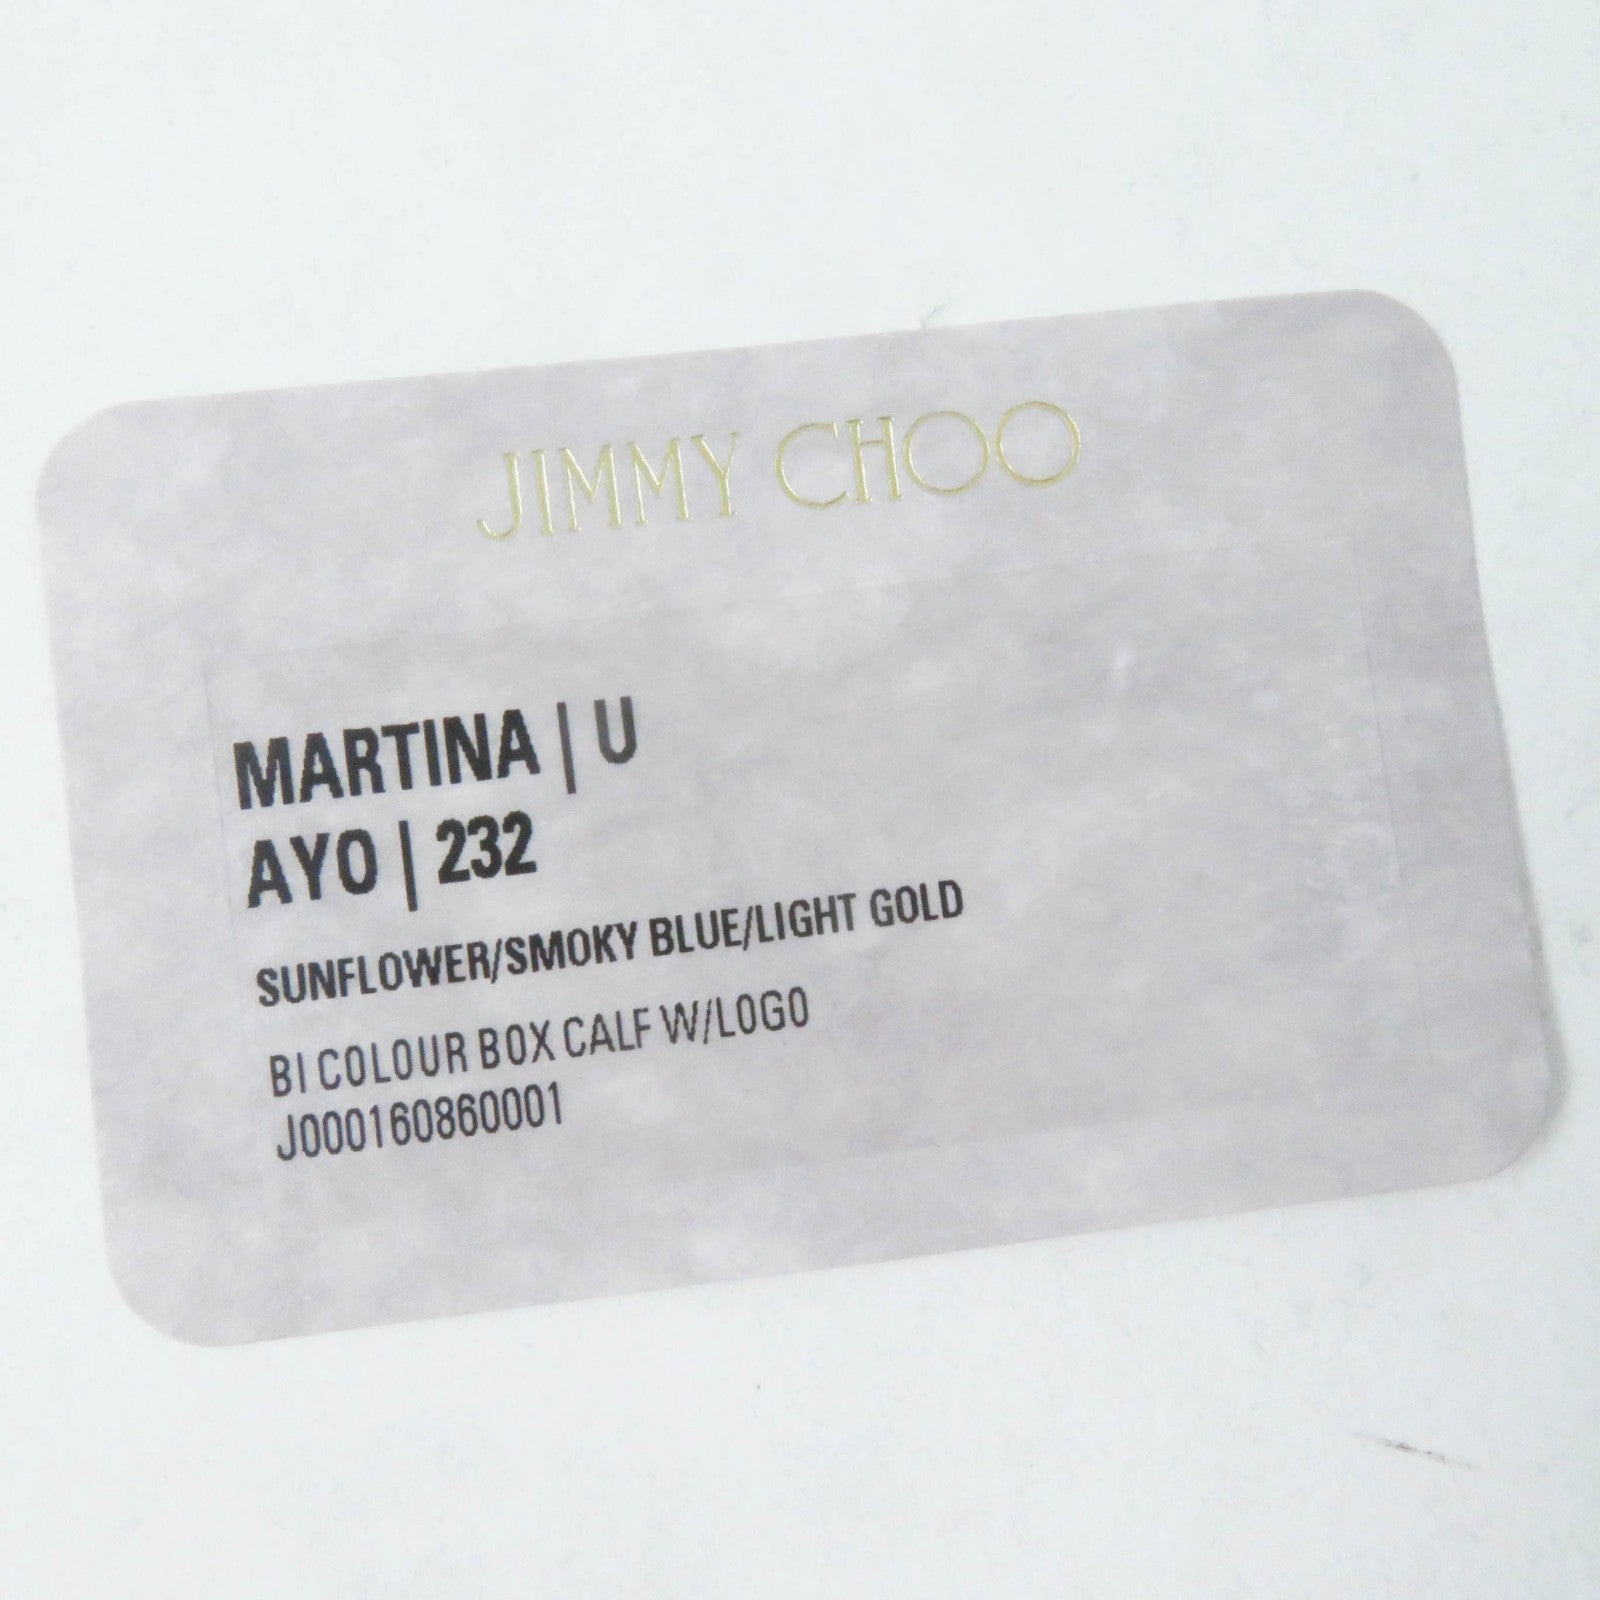 JIMMY CHOO
MARTINA | U
AYO | 232
SUNFLOWER/SMOKY BLUE/LIGHT GOLD
BI COLOUR BOX CALF W/LOGO
J000160860001